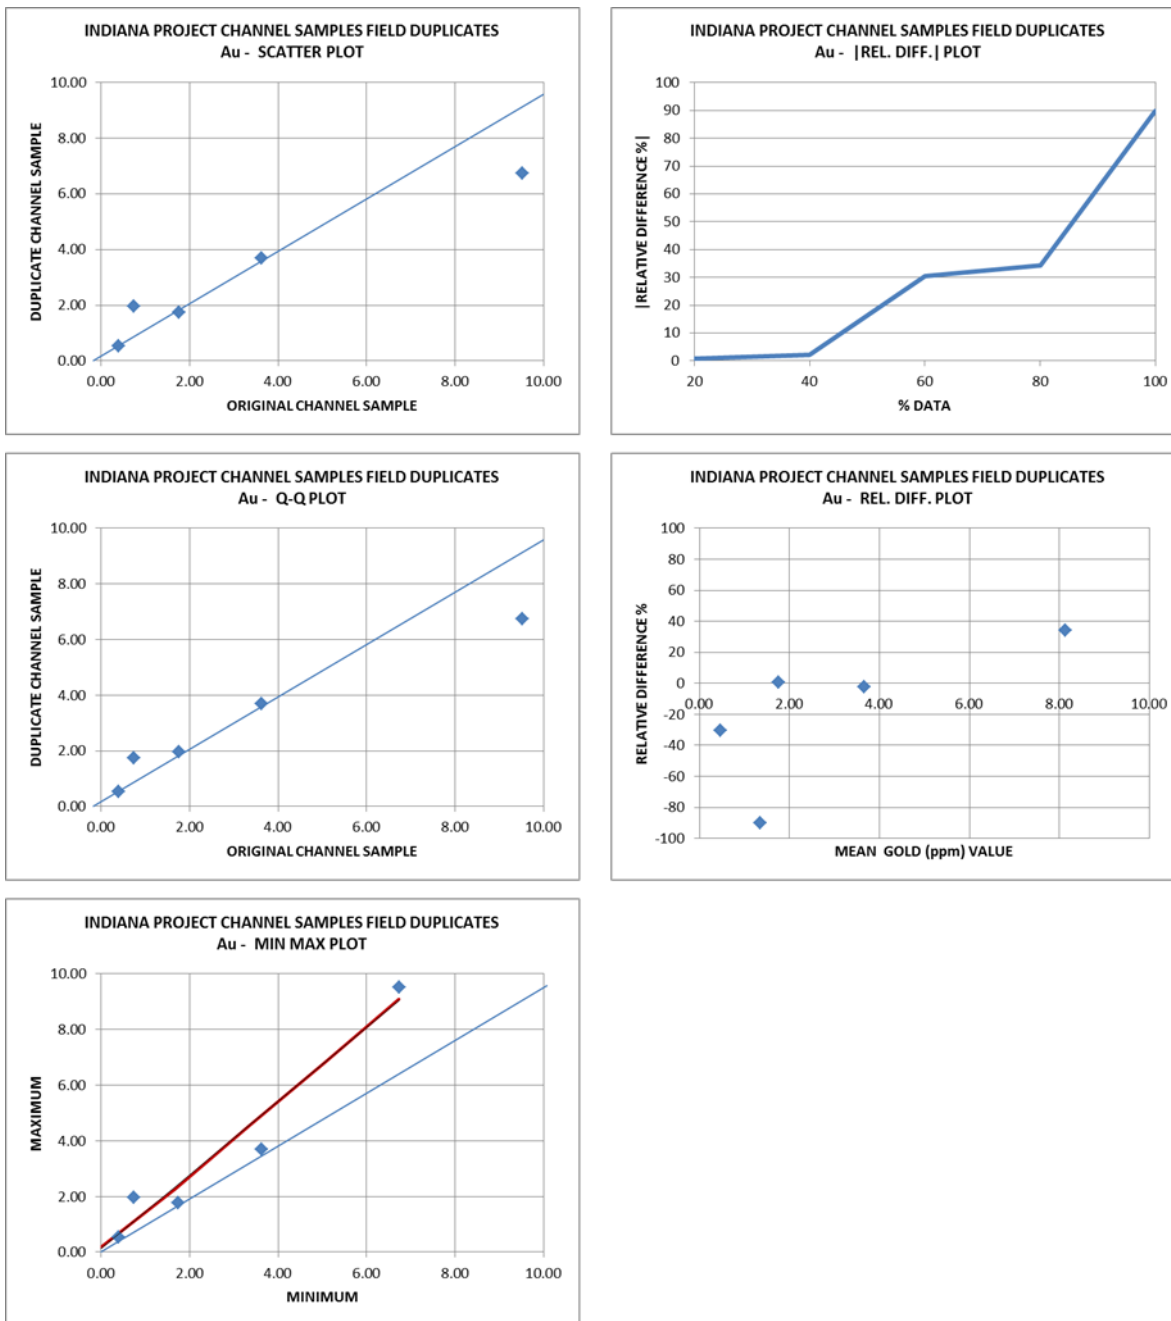 INDIANA PROJECT CHANNEL SAMPLES FIELD DUPLICATES
Au - SCATTER PLOT
10.00
8.00
6.00
4.00
2.00
0.00
DUPLICATE CHANNEL SAMPLE
0.00 2.00 4.00 6.00 8.00 10.00
ORIGINAL CHANNEL SAMPLE
INDIANA PROJECT CHANNEL SAMPLES FIELD DUPLICATES
Au - |REL. DIFF.| PLOT
100
90
80
70
60
50
40
30
20
10
0
|RELATIVE DIFFERENCE %|
20 40 60 80 100
% DATA
INDIANA PROJECT CHANNEL SAMPLES FIELD DUPLICATES
Au - Q-Q PLOT
10.00
8.00
6.00
4.00
2.00
0.00
DUPLICATE CHANNEL SAMPLE
0.00 2.00 4.00 6.00 8.00 10.00
ORIGINAL CHANNEL SAMPLE
INDIANA PROJECT CHANNEL SAMPLES FIELD DUPLICATES
Au - REL. DIFF. PLOT
100
80
60
40
20
0
-20
-40
-60
-80
-100
RELATIVE DIFFERENCE %
0.00 2.00 4.00 6.00 8.00 10.00
MEAN GOLD (ppm) VALUE
INDIANA PROJECT CHANNEL SAMPLES FIELD DUPLICATES
Au - MIN MAX PLOT
10.00
8.00
6.00
4.00
2.00
0.00
MAXIMUM
0.00 2.00 4.00 6.00 8.00 10.00
MINIMUM